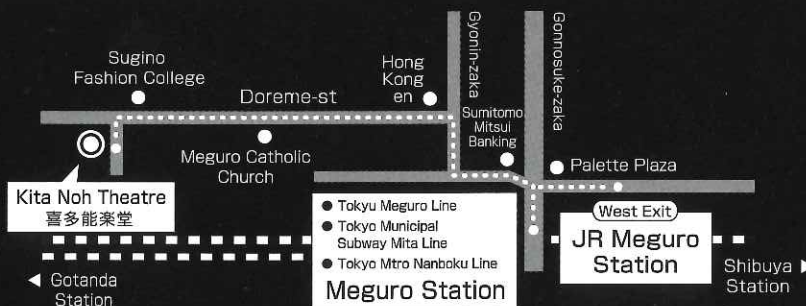 Sugino
Fashion College
Doreme-st
Hong
Kong
en
Gyonin-zaka
Gonnosuke-zaka
Sumitomo
Mitsui
Banking
Meguro Catholic
Church
Palette Plaza
Kita Noh Theatre
喜多能楽堂
West Exit
JR Meguro
Station
● Tokyu Meguro Line
● Tokyo Municipal
Subway Mita Line
● Tokyo Mtro Nanboku Line
Meguro Station
◀ Gotanda
Station
Shibuya ▶
Station